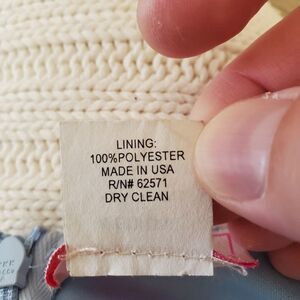 LINING:
100%POLYESTER
MADE IN USA
R/N# 62571
DRY CLEAN